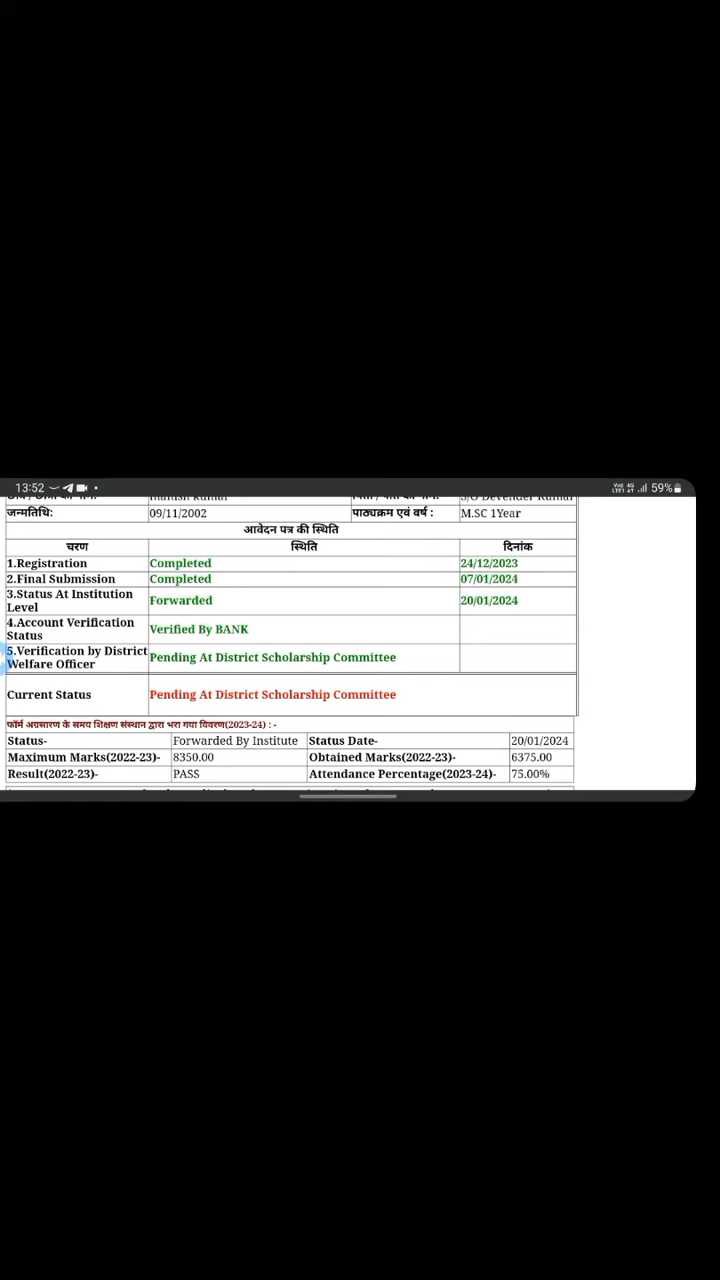 13:52
59%
जन्मतिथि: 09/11/2002 पाठ्यक्रम एवं वर्ष : M.SC 1Year
आवेदन पत्र की स्थिति
चरण स्थिति दिनांक
1.Registration Completed 24/12/2023
2.Final Submission Completed 07/01/2024
3.Status At Institution Level Forwarded 20/01/2024
4.Account Verification Status Verified By BANK
5.Verification by District Welfare Officer Pending At District Scholarship Committee
Current Status Pending At District Scholarship Committee
फॉर्म अग्रसारण के समय शिक्षण संस्थान द्वारा भरा गया विवरण(2023-24) : -
Status- Forwarded By Institute Status Date- 20/01/2024
Maximum Marks(2022-23)- 8350.00 Obtained Marks(2022-23)- 6375.00
Result(2022-23)- PASS Attendance Percentage(2023-24)- 75.00%